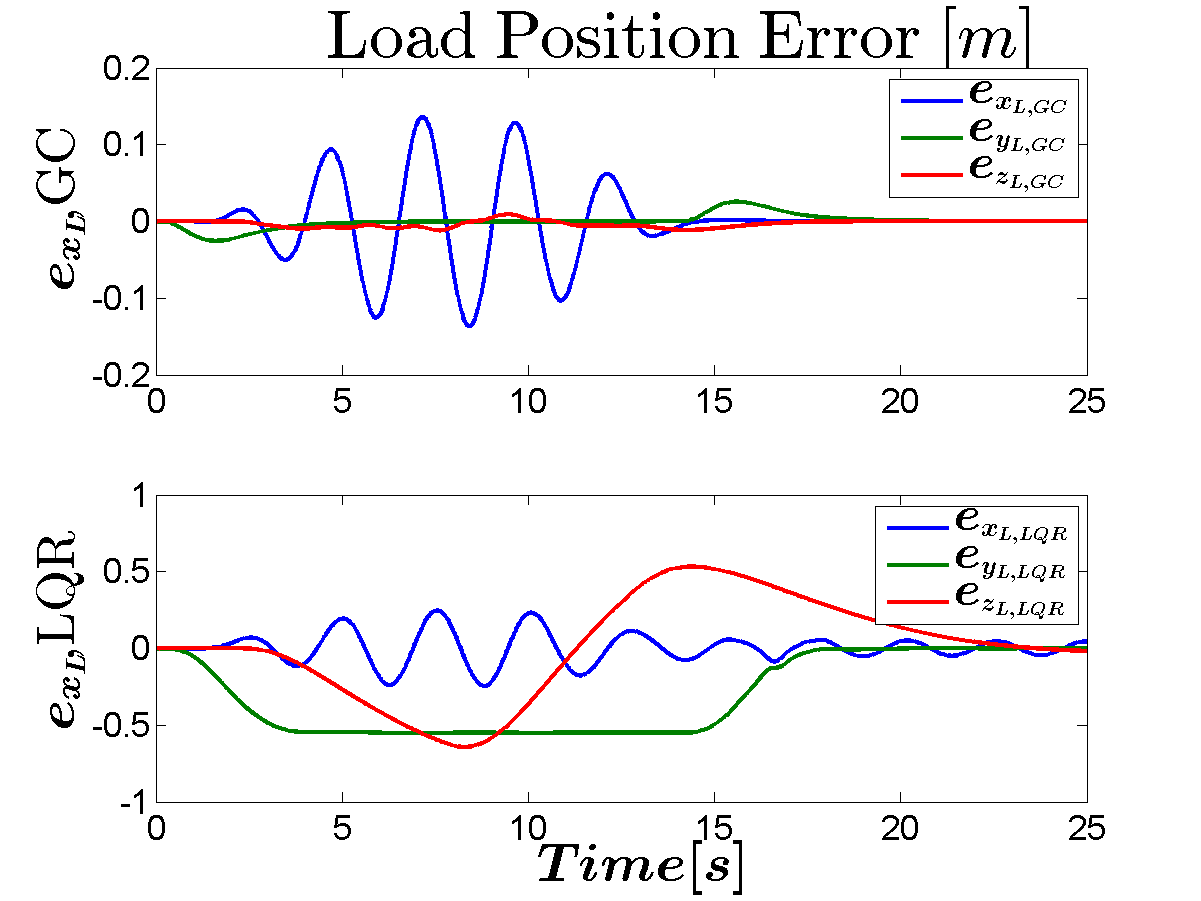 Load Position Error [m]
e_{x_L},GC
0.2
0.1
0
-0.1
-0.2
e_{x_{L,GC}}
e_{y_{L,GC}}
e_{z_{L,GC}}
0 5 10 15 20 25
e_{x_L},LQR
1
0.5
0
-0.5
-1
e_{x_{L,LQR}}
e_{y_{L,LQR}}
e_{z_{L,LQR}}
0 5 10 15 20 25
Time[s]